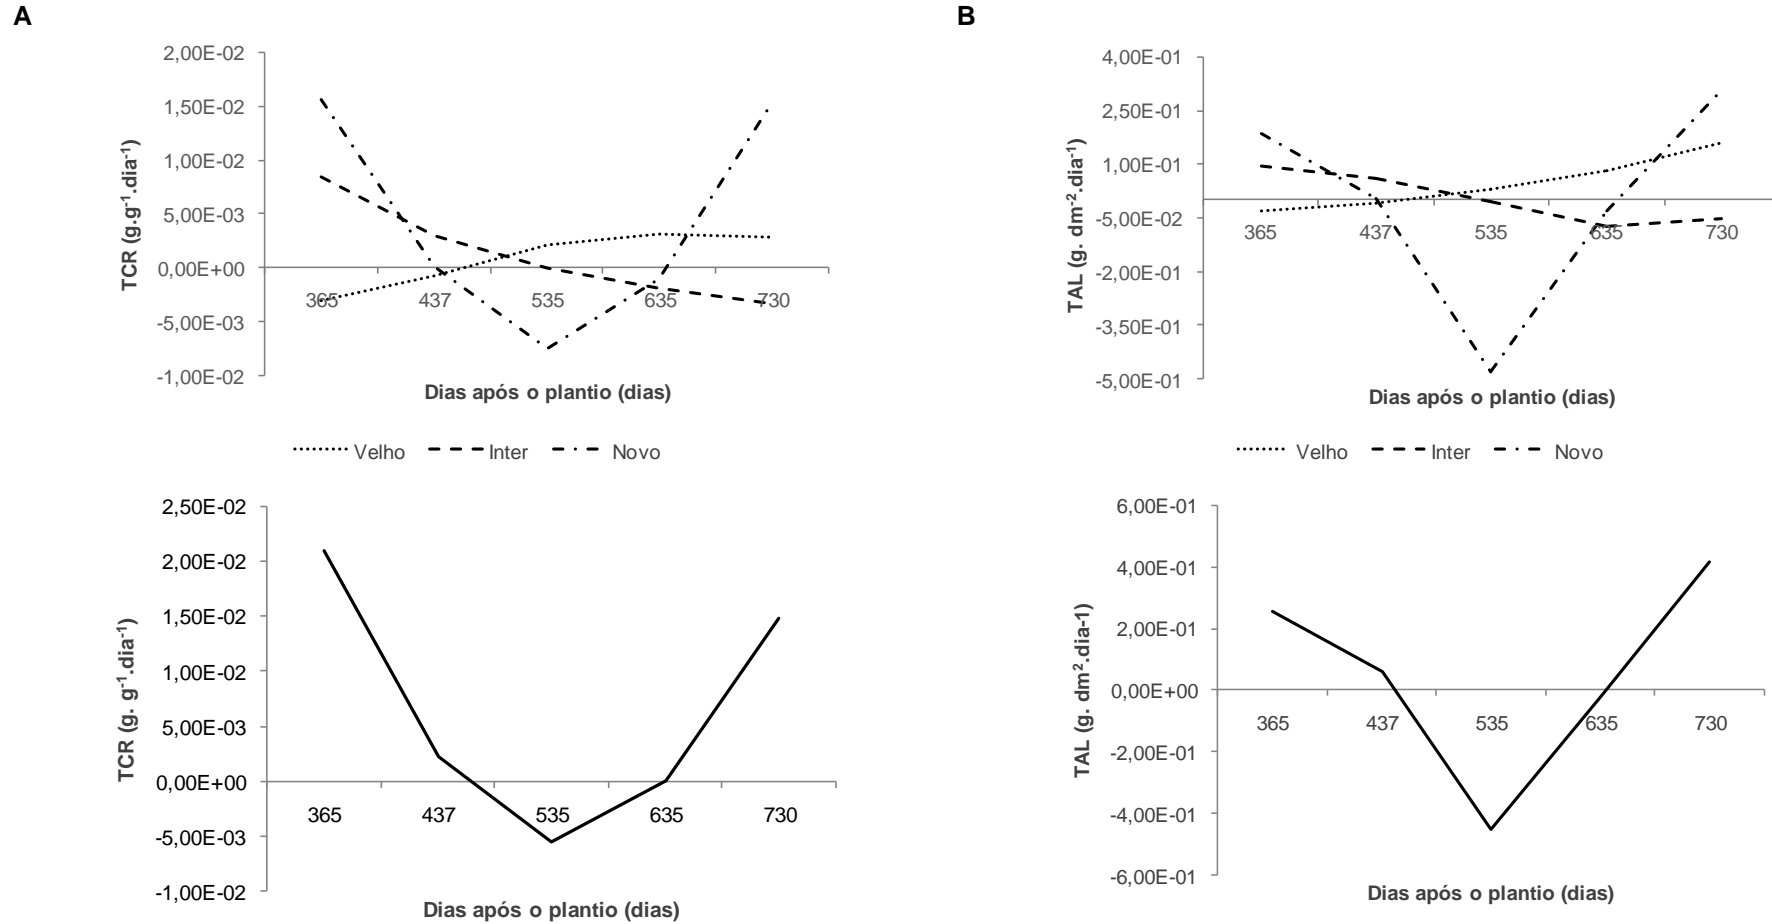 A
2,00E-02
1,50E-02
1,00E-02
5,00E-03
0,00E+00
-5,00E-03
-1,00E-02
TCR (g.g-1.dia-1)
365 437 535 635 730
Dias após o plantio (dias)
Velho Inter Novo
B
4,00E-01
2,50E-01
1,00E-01
-5,00E-02
-2,00E-01
-3,50E-01
-5,00E-01
TAL (g. dm-2.dia-1)
365 437 535 635 730
Dias após o plantio (dias)
Velho Inter Novo
2,50E-02
2,00E-02
1,50E-02
1,00E-02
5,00E-03
0,00E+00
-5,00E-03
-1,00E-02
TCR (g. g-1.dia-1)
365 437 535 635 730
Dias após o plantio (dias)
6,00E-01
4,00E-01
2,00E-01
0,00E+00
-2,00E-01
-4,00E-01
-6,00E-01
TAL (g. dm2.dia-1)
365 437 535 635 730
Dias após o plantio (dias)